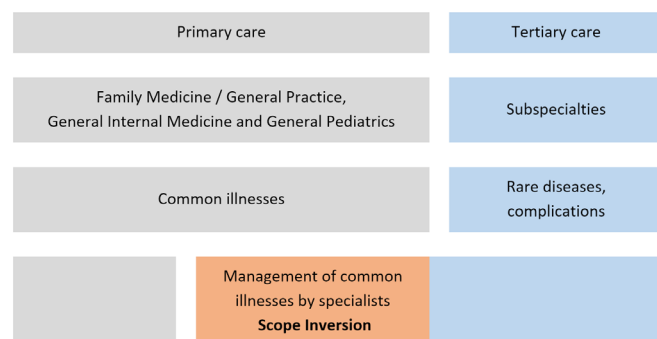 Primary care
Tertiary care
Family Medicine / General Practice,
General Internal Medicine and General Pediatrics
Subspecialties
Common illnesses
Rare diseases,
complications
Management of common
illnesses by specialists
Scope Inversion